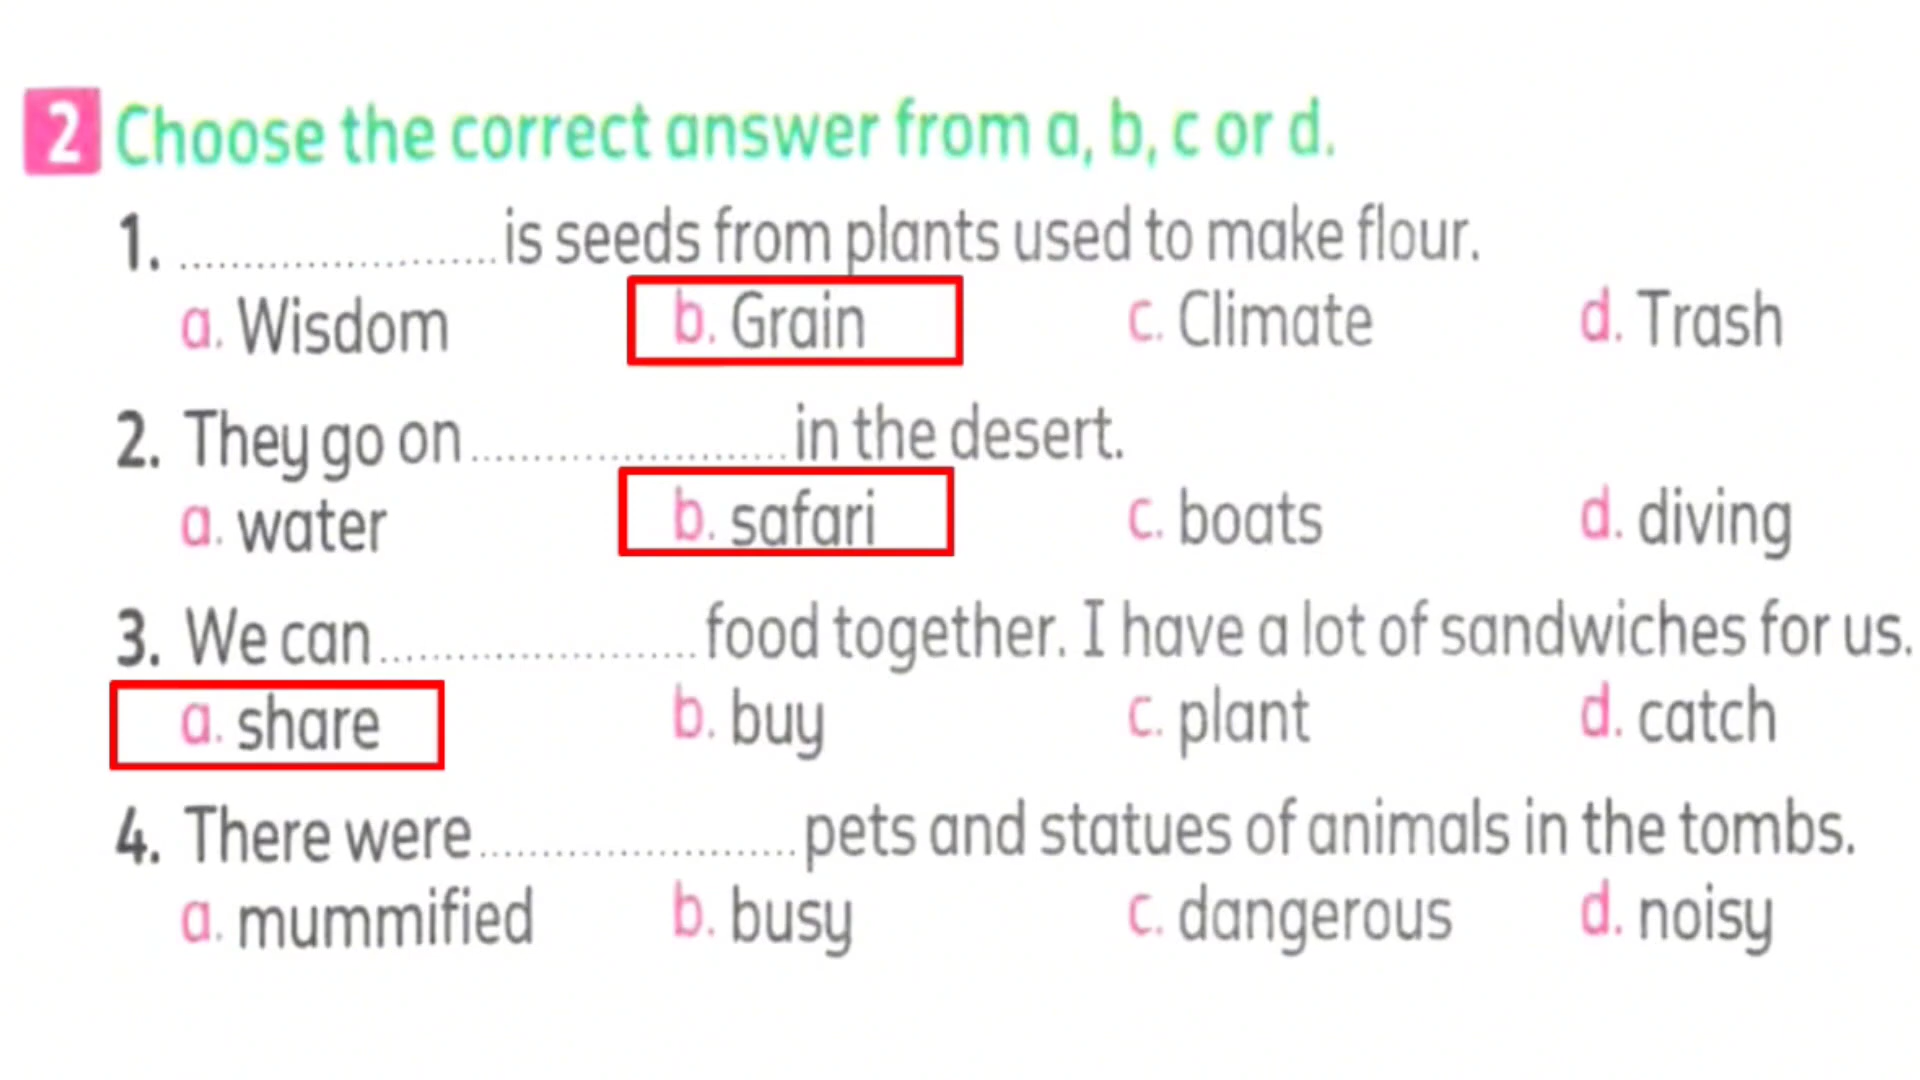 2 Choose the correct answer from a, b, c or d.
1. ........................ is seeds from plants used to make flour.
a. Wisdom b. Grain c. Climate d. Trash
2. They go on ........................ in the desert.
a. water b. safari c. boats d. diving
3. We can ........................ food together. I have a lot of sandwiches for us.
a. share b. buy c. plant d. catch
4. There were ........................ pets and statues of animals in the tombs.
a. mummified b. busy c. dangerous d. noisy